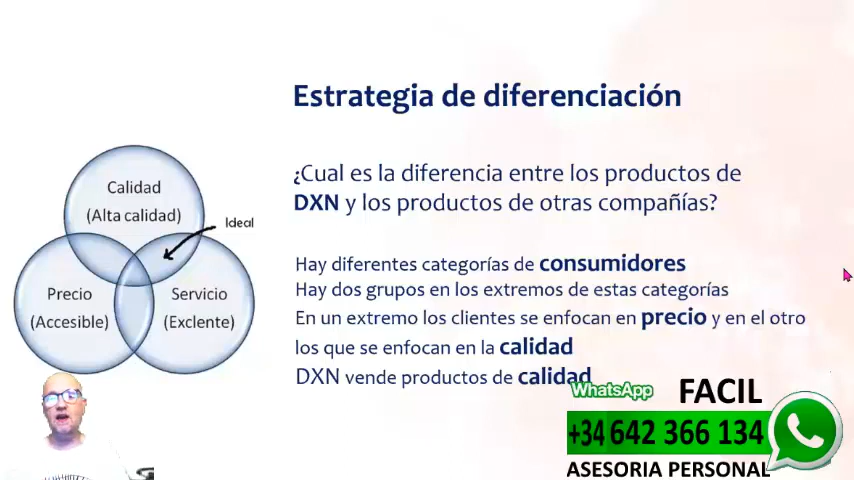 Estrategia de diferenciación
¿Cual es la diferencia entre los productos de
DXN y los productos de otras compañías?
Calidad
(Alta calidad)
Ideal
Precio
(Accesible)
Servicio
(Exclente)
Hay diferentes categorías de consumidores
Hay dos grupos en los extremos de estas categorías
En un extremo los clientes se enfocan en precio y en el otro
los que se enfocan en la calidad
DXN vende productos de calidad
WhatsApp FACIL
+34 642 366 134
ASESORIA PERSONAL